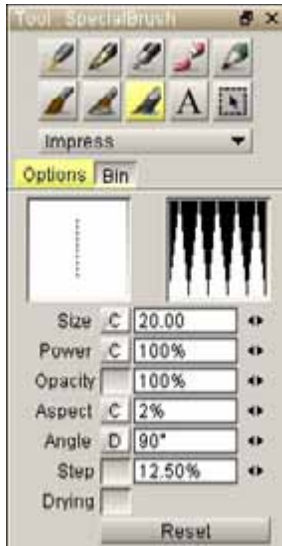 Tool SpecialBrush
A
Impress
Options Bin
Size C 20.00
Power C 100%
Opacity 100%
Aspect C 2%
Angle D 90°
Step 12.50%
Drying
Reset